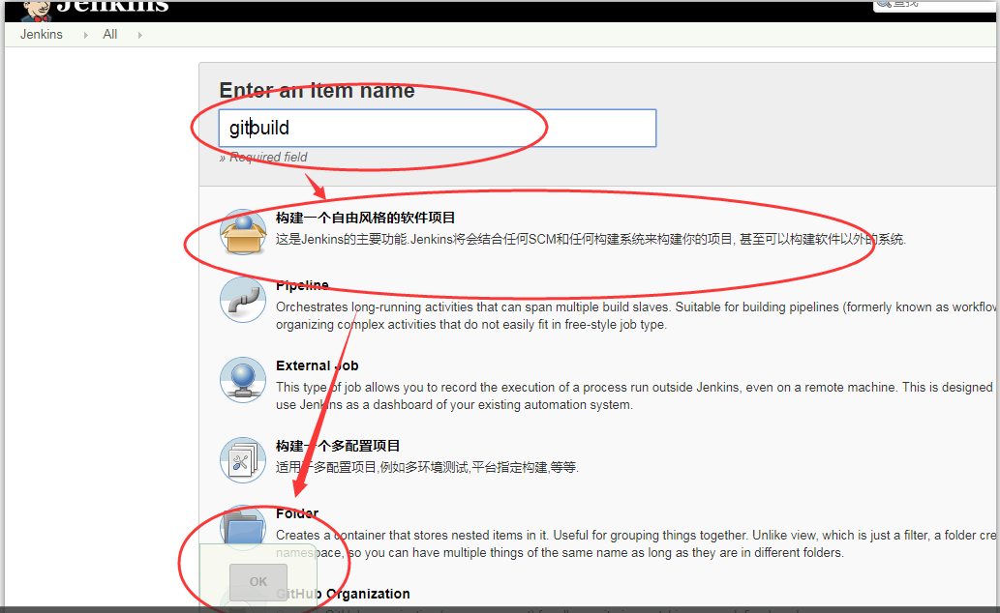 Jenkins
查找
Jenkins
All
Enter an item name
gitbuild
» Required field
构建一个自由风格的软件项目
这是Jenkins的主要功能.Jenkins将会结合任何SCM和任何构建系统来构建你的项目, 甚至可以构建软件以外的系统.
Pipeline
Orchestrates long-running activities that can span multiple build slaves. Suitable for building pipelines (formerly known as workflow
organizing complex activities that do not easily fit in free-style job type.
External Job
This type of job allows you to record the execution of a process run outside Jenkins, even on a remote machine. This is designed
use Jenkins as a dashboard of your existing automation system.
构建一个多配置项目
适用于多配置项目,例如多环境测试,平台指定构建,等等.
Folder
Creates a container that stores nested items in it. Useful for grouping things together. Unlike view, which is just a filter, a folder cre
namespace, so you can have multiple things of the same name as long as they are in different folders.
OK
GitHub Organization